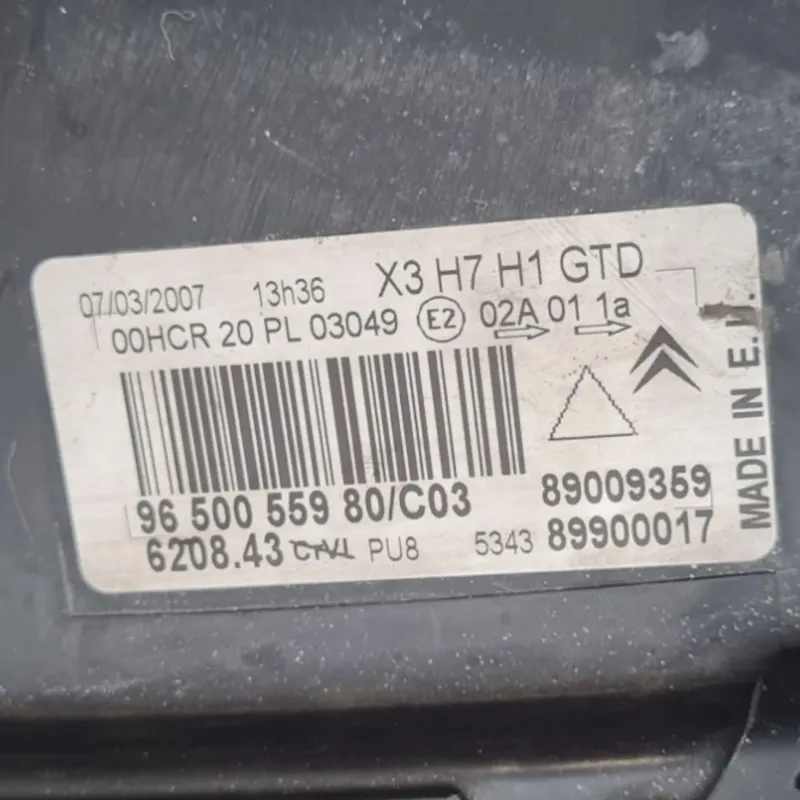 07/03/2007 13h36 X3 H7 H1 GTD
00HCR 20 PL 03049 E2 02A 01 1a
96 500 559 80/C03 89009359
6208.43 PU8 5343 89900017
MADE IN E.U.